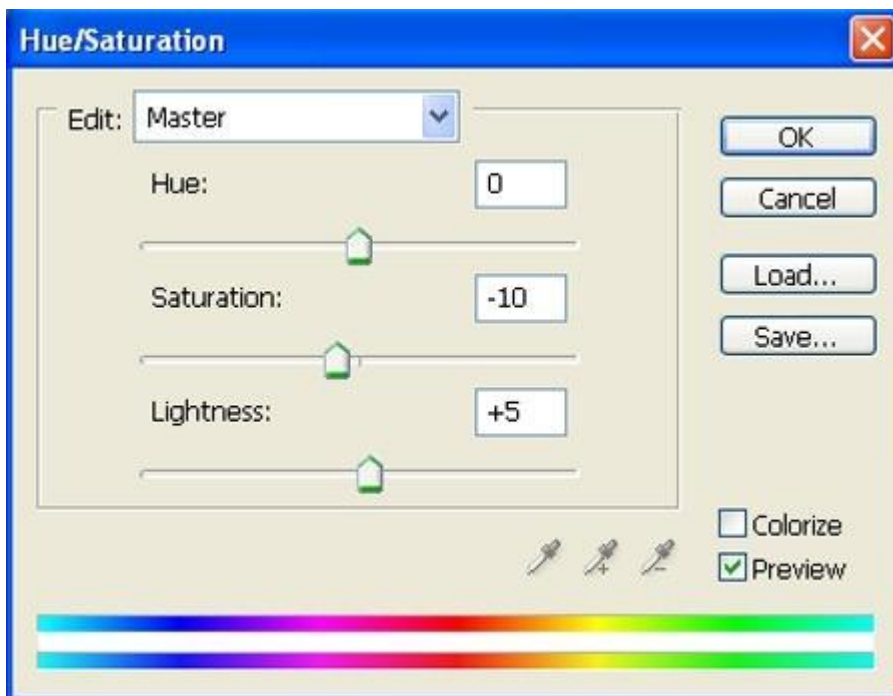 Hue/Saturation
Edit: Master
OK
Hue: 0
Cancel
Load...
Saturation: -10
Save...
Lightness: +5
Colorize
Preview